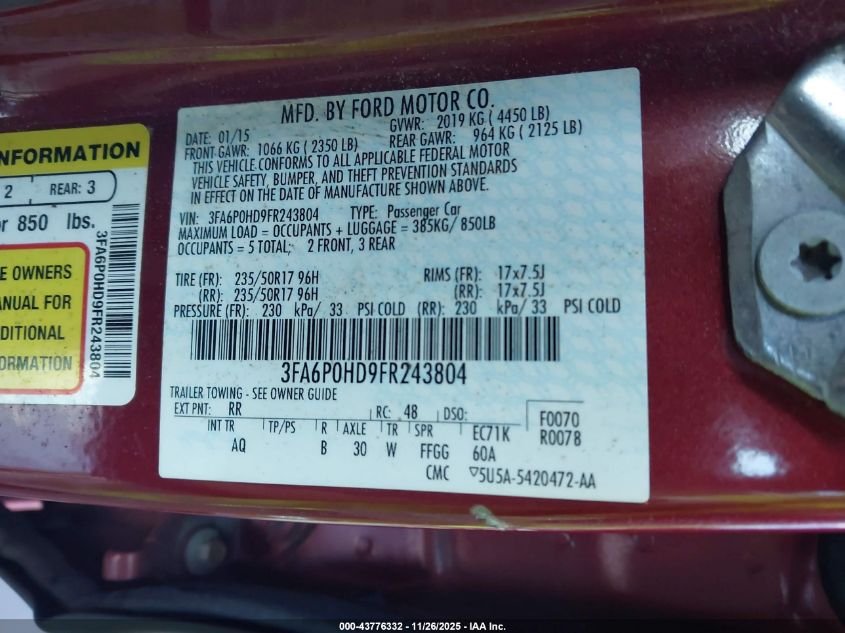 NFORMATION
2 REAR: 3
or 850 lbs.
E OWNERS
ANUAL FOR
DITIONAL
RMATION
3FA6P0HD9FR243804
MFD. BY FORD MOTOR CO.
DATE: 01/15 GVWR: 2019 KG ( 4450 LB)
FRONT GAWR: 1066 KG ( 2350 LB) REAR GAWR: 964 KG ( 2125 LB)
THIS VEHICLE CONFORMS TO ALL APPLICABLE FEDERAL MOTOR
VEHICLE SAFETY, BUMPER, AND THEFT PREVENTION STANDARDS
IN EFFECT ON THE DATE OF MANUFACTURE SHOWN ABOVE.
VIN: 3FA6P0HD9FR243804 TYPE: Passenger Car
MAXIMUM LOAD = OCCUPANTS + LUGGAGE = 385KG/ 850LB
OCCUPANTS = 5 TOTAL; 2 FRONT, 3 REAR
TIRE (FR): 235/50R17 96H RIMS (FR): 17x7.5J
(RR): 235/50R17 96H (RR): 17x7.5J
PRESSURE (FR): 230 kPa/ 33 PSI COLD (RR): 230 kPa/ 33 PSI COLD
3FA6P0HD9FR243804
TRAILER TOWING - SEE OWNER GUIDE
EXT PNT: RR RC: 48 DSO: F0070
INT TR TP/PS R AXLE TR SPR EC71K R007B
AQ B 30 W FFGG 60A
CMC 5U5A-5420472-AA
000-43776332 - 11/26/2025 - IAA Inc.